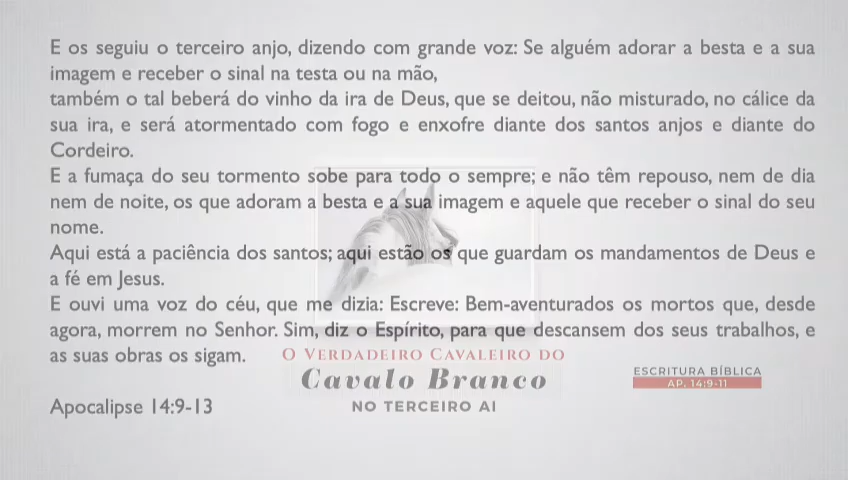 E os seguiu o terceiro anjo, dizendo com grande voz: Se alguém adorar a besta e a sua
imagem e receber o sinal na testa ou na mão,
também o tal beberá do vinho da ira de Deus, que se deitou, não misturado, no cálice da
sua ira, e será atormentado com fogo e enxofre diante dos santos anjos e diante do
Cordeiro.
E a fumaça do seu tormento sobe para todo o sempre; e não têm repouso, nem de dia
nem de noite, os que adoram a besta e a sua imagem e aquele que receber o sinal do seu
nome.
Aqui está a paciência dos santos; aqui estão os que guardam os mandamentos de Deus e
a fé em Jesus.
E ouvi uma voz do céu, que me dizia: Escreve: Bem-aventurados os mortos que, desde
agora, morrem no Senhor. Sim, diz o Espírito, para que descansem dos seus trabalhos, e
as suas obras os sigam.
O VERDADEIRO CAVALEIRO DO
Cavalo Branco
NO TERCEIRO AI
ESCRITURA BÍBLICA
AP. 14:9-11
Apocalipse 14:9-13